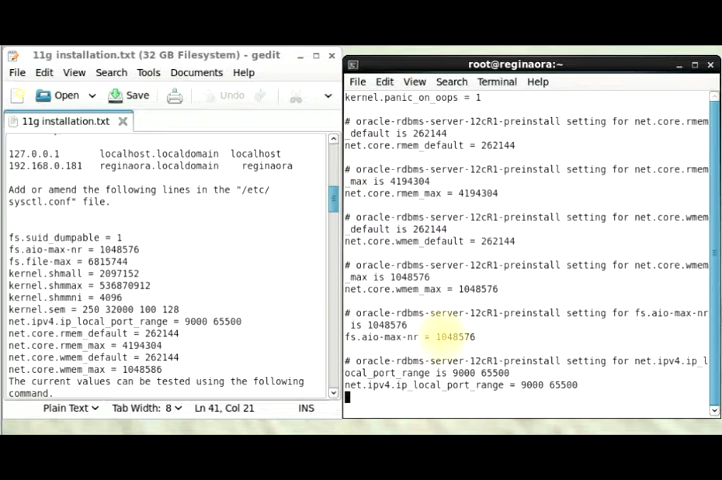 11g installation.txt (32 GB Filesystem) - gedit
File Edit View Search Tools Documents Help
Open Save Undo
11g installation.txt
127.0.0.1 localhost.localdomain localhost
192.168.0.181 reginaora.localdomain reginaora
Add or amend the following lines in the "/etc/
sysctl.conf" file.
fs.suid_dumpable = 1
fs.aio-max-nr = 1048576
fs.file-max = 6815744
kernel.shmall = 2097152
kernel.shmmax = 536870912
kernel.shmmni = 4096
kernel.sem = 250 32000 100 128
net.ipv4.ip_local_port_range = 9000 65500
net.core.rmem_default = 262144
net.core.rmem_max = 4194304
net.core.wmem_default = 262144
net.core.wmem_max = 1048586
The current values can be tested using the following
command.
Plain Text Tab Width: 8 Ln 41, Col 21 INS
root@reginaora:~
File Edit View Search Terminal Help
kernel.panic_on_oops = 1
# oracle-rdbms-server-12cR1-preinstall setting for net.core.rmem
_default is 262144
net.core.rmem_default = 262144
# oracle-rdbms-server-12cR1-preinstall setting for net.core.rmem
_max is 4194304
net.core.rmem_max = 4194304
# oracle-rdbms-server-12cR1-preinstall setting for net.core.wmem
_default is 262144
net.core.wmem_default = 262144
# oracle-rdbms-server-12cR1-preinstall setting for net.core.wmem
_max is 1048576
net.core.wmem_max = 1048576
# oracle-rdbms-server-12cR1-preinstall setting for fs.aio-max-nr
is 1048576
fs.aio-max-nr = 1048576
# oracle-rdbms-server-12cR1-preinstall setting for net.ipv4.ip_l
ocal_port_range is 9000 65500
net.ipv4.ip_local_port_range = 9000 65500